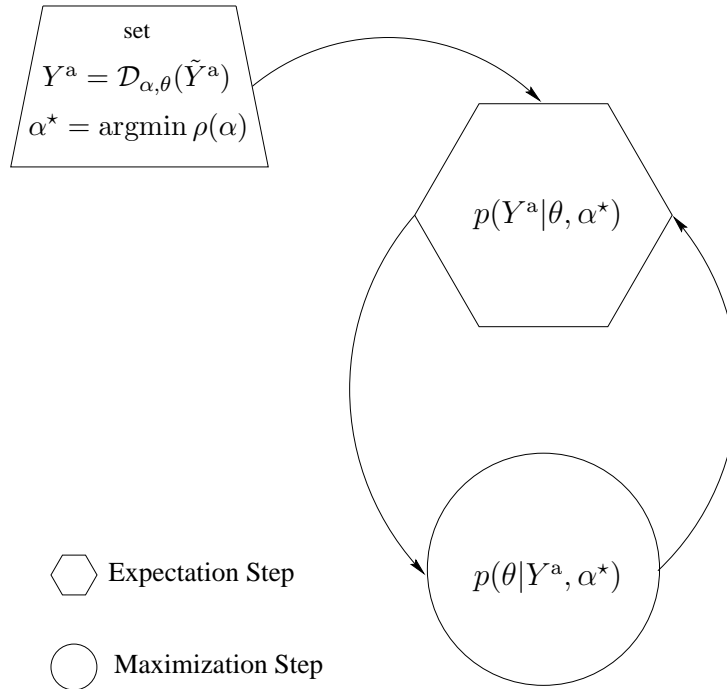 set
Y^a = 𝒟_{α,θ}(Ỹ^a)
α^⋆ = argmin ρ(α)
p(Y^a|θ, α^⋆)
p(θ|Y^a, α^⋆)
Expectation Step
Maximization Step